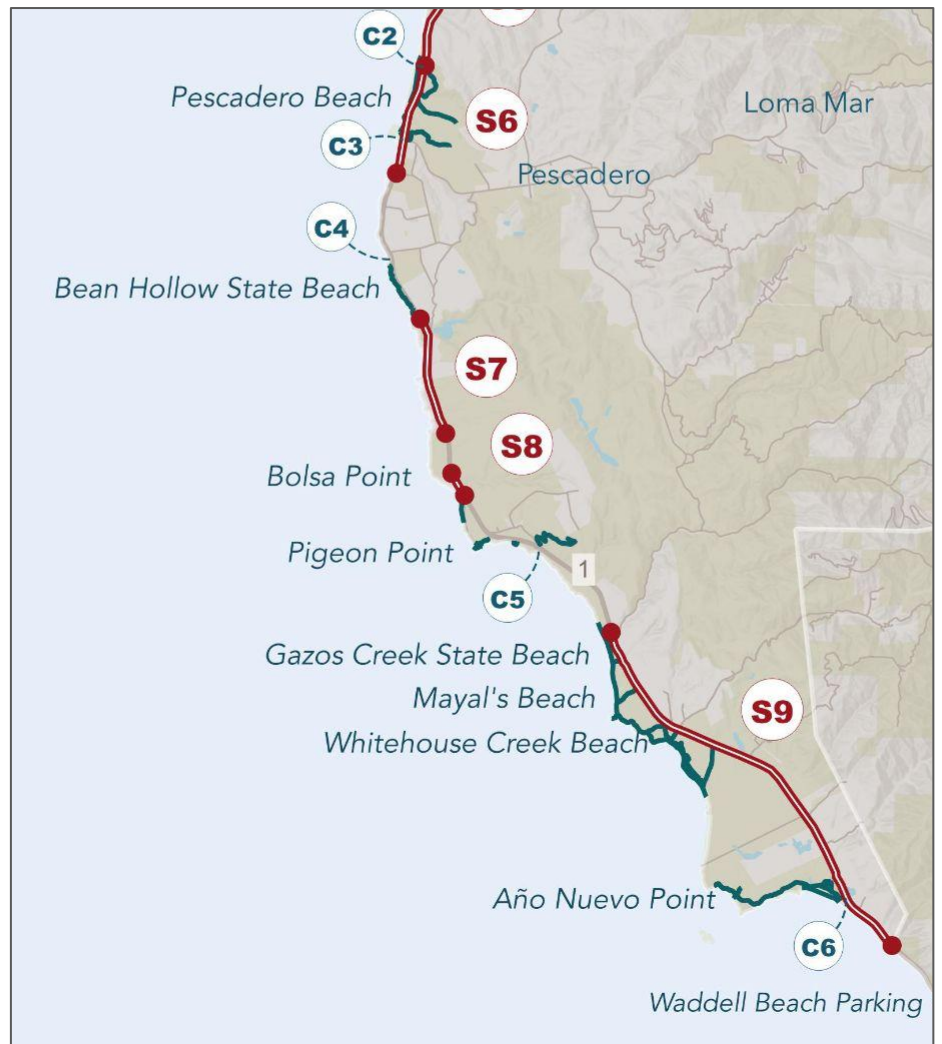 C2
Pescadero Beach
Loma Mar
S6
C3
Pescadero
C4
Bean Hollow State Beach
S7
S8
Bolsa Point
Pigeon Point
1
C5
Gazos Creek State Beach
Mayal's Beach
S9
Whitehouse Creek Beach
Año Nuevo Point
C6
Waddell Beach Parking